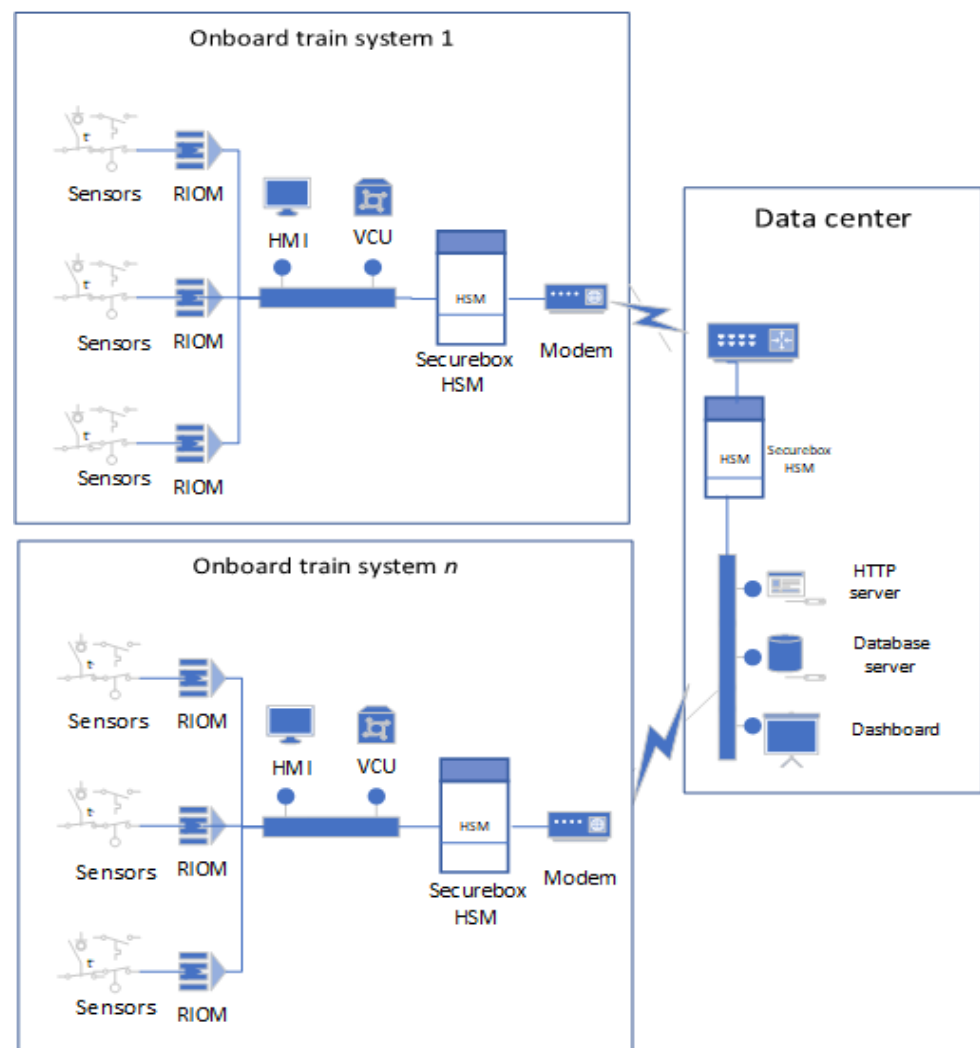 Onboard train system 1
t
Sensors
RIOM
HMI
VCU
t
Sensors
RIOM
HSM
Securebox
HSM
Modem
t
Sensors
RIOM
Data center
HSM
Securebox
HSM
HTTP
server
Database
server
Dashboard
Onboard train system n
t
Sensors
RIOM
HMI
VCU
t
Sensors
RIOM
HSM
Securebox
HSM
Modem
t
Sensors
RIOM